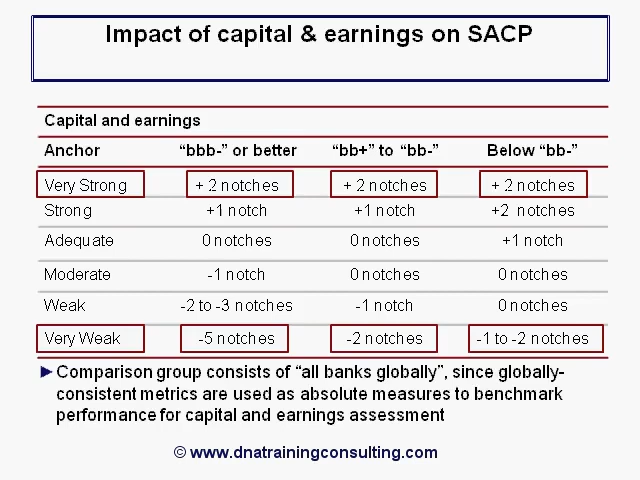 Impact of capital & earnings on SACP
Capital and earnings
Anchor "bbb-" or better "bb+" to "bb-" Below "bb-"
Very Strong + 2 notches + 2 notches + 2 notches
Strong +1 notch +1 notch +2 notches
Adequate 0 notches 0 notches +1 notch
Moderate -1 notch 0 notches 0 notches
Weak -2 to -3 notches -1 notch 0 notches
Very Weak -5 notches -2 notches -1 to -2 notches
► Comparison group consists of "all banks globally", since globally-
consistent metrics are used as absolute measures to benchmark
performance for capital and earnings assessment
© www.dnatrainingconsulting.com